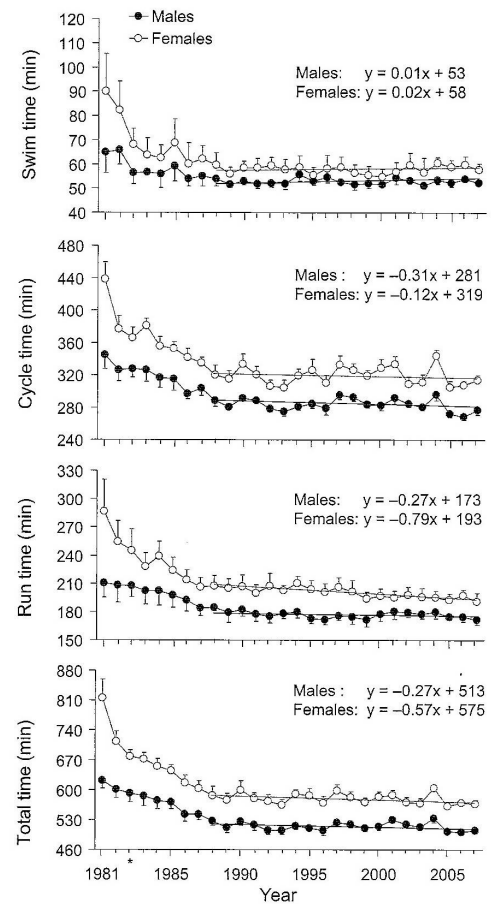 Males
Females
120
110
100
90
80
70
60
50
40
Swim time (min)
Males: y = 0.01x + 53
Females: y = 0.02x + 58
480
440
400
360
320
280
240
Cycle time (min)
Males : y = –0.31x + 281
Females: y = –0.12x + 319
330
300
270
240
210
180
150
Run time (min)
Males: y = –0.27x + 173
Females: y = –0.79x + 193
880
810
740
670
600
530
460
Total time (min)
Males : y = –0.27x + 513
Females: y = –0.57x + 575
1981 1985 1990 1995 2000 2005
*
Year